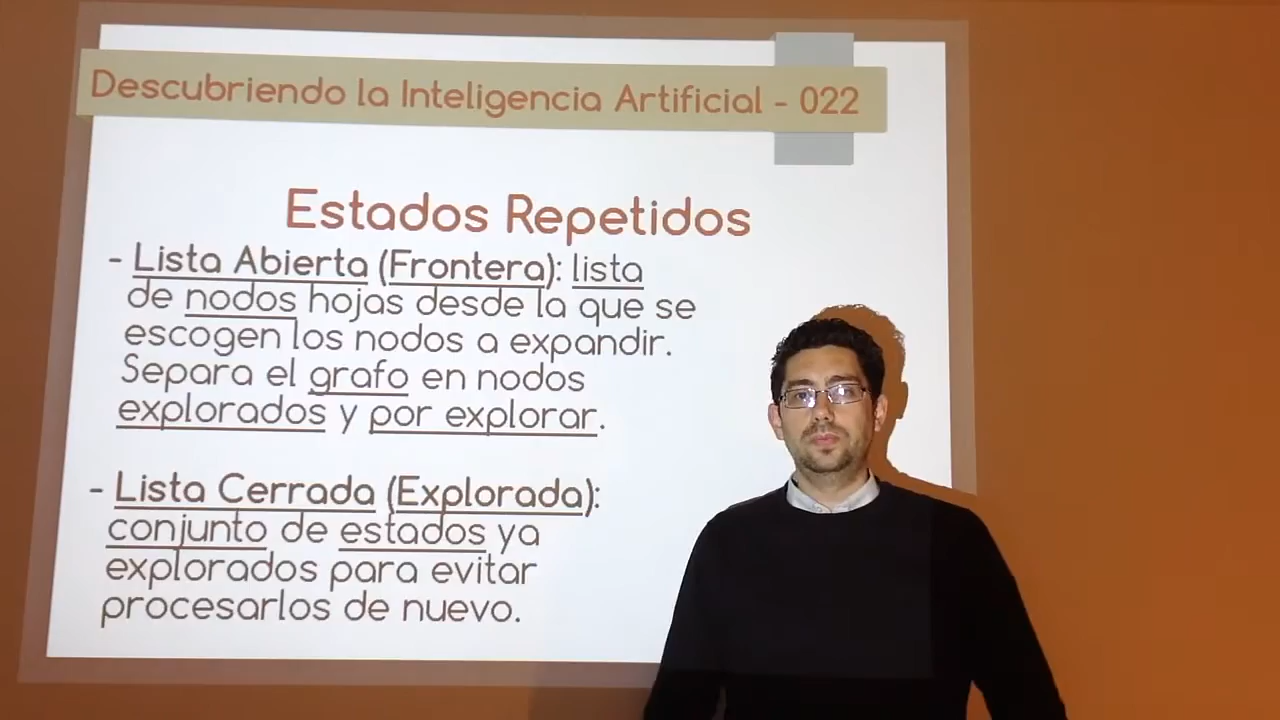 Descubriendo la Inteligencia Artificial - 022
Estados Repetidos
- Lista Abierta (Frontera): lista
de nodos hojas desde la que se
escogen los nodos a expandir.
Separa el grafo en nodos
explorados y por explorar.
- Lista Cerrada (Explorada):
conjunto de estados ya
explorados para evitar
procesarlos de nuevo.